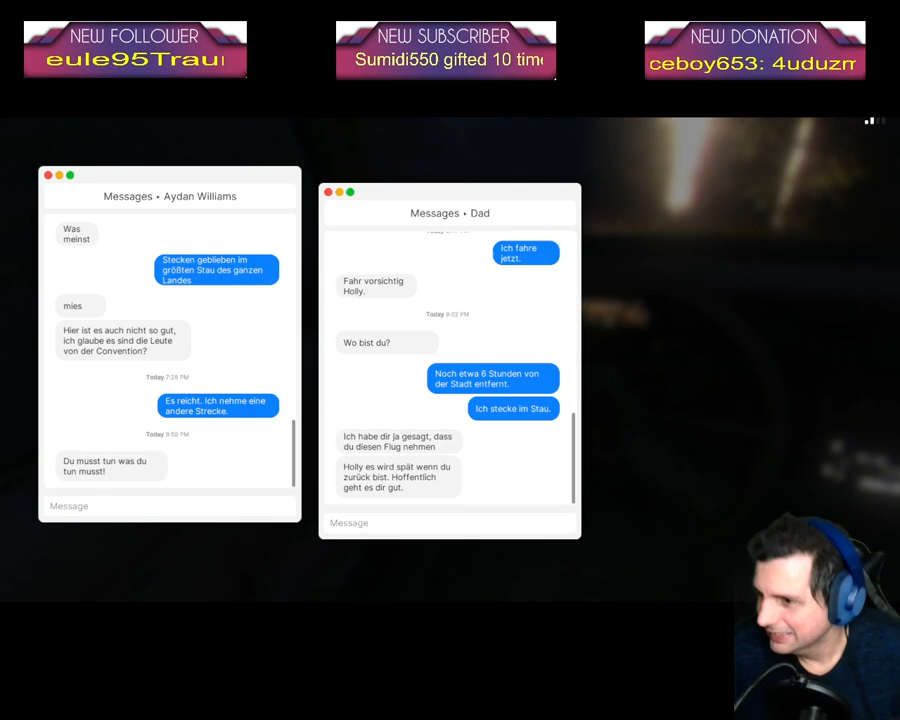 NEW FOLLOWER
NEW SUBSCRIBER
Sumidi550 gifted 10
NEW DONATION
ceboy653:
Messages • Aydan Williams
Was
meinst
Stecken geblieben im
größten Stau des ganzen
Landes
mies
Hier ist es auch nicht so gut,
ich glaube es sind die Leute
von der Convention?
Today 7:28 PM
Es reicht. Ich nehme eine
andere Strecke.
Today 8:59 PM
Du musst tun was du
tun musst!
Message
Messages • Dad
Ich fahre
jetzt.
Fahr vorsichtig
Holly.
Today 9:02 PM
Wo bist du?
Noch etwa 6 Stunden von
der Stadt entfernt.
Ich stecke im Stau.
Ich habe dir ja gesagt, dass
du diesen Flug nehmen
Holly es wird spät wenn du
zurück bist. Hoffentlich
geht es dir gut.
Message